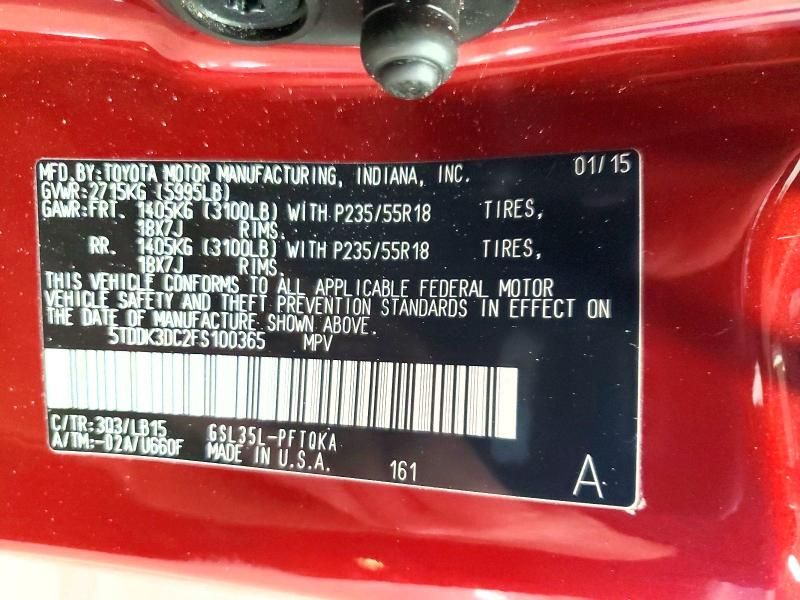 MFD.BY:TOYOTA MOTOR MANUFACTURING, INDIANA, INC. 01/15
GVWR:2715KG (5995LB)
GAWR:FRT. 1405KG (3100LB) WITH P235/55R18 TIRES,
18X7J RIMS.
RR. 1405KG (3100LB) WITH P235/55R18 TIRES,
18X7J RIMS.
THIS VEHICLE CONFORMS TO ALL APPLICABLE FEDERAL MOTOR
VEHICLE SAFETY AND THEFT PREVENTION STANDARDS IN EFFECT ON
THE DATE OF MANUFACTURE SHOWN ABOVE.
5TDDK3DC2FS100365 MPV
C/TR:3Q3/LB15 GSL35L-PFTQKA
A/TM:-02A/U660F MADE IN U.S.A. 161 A